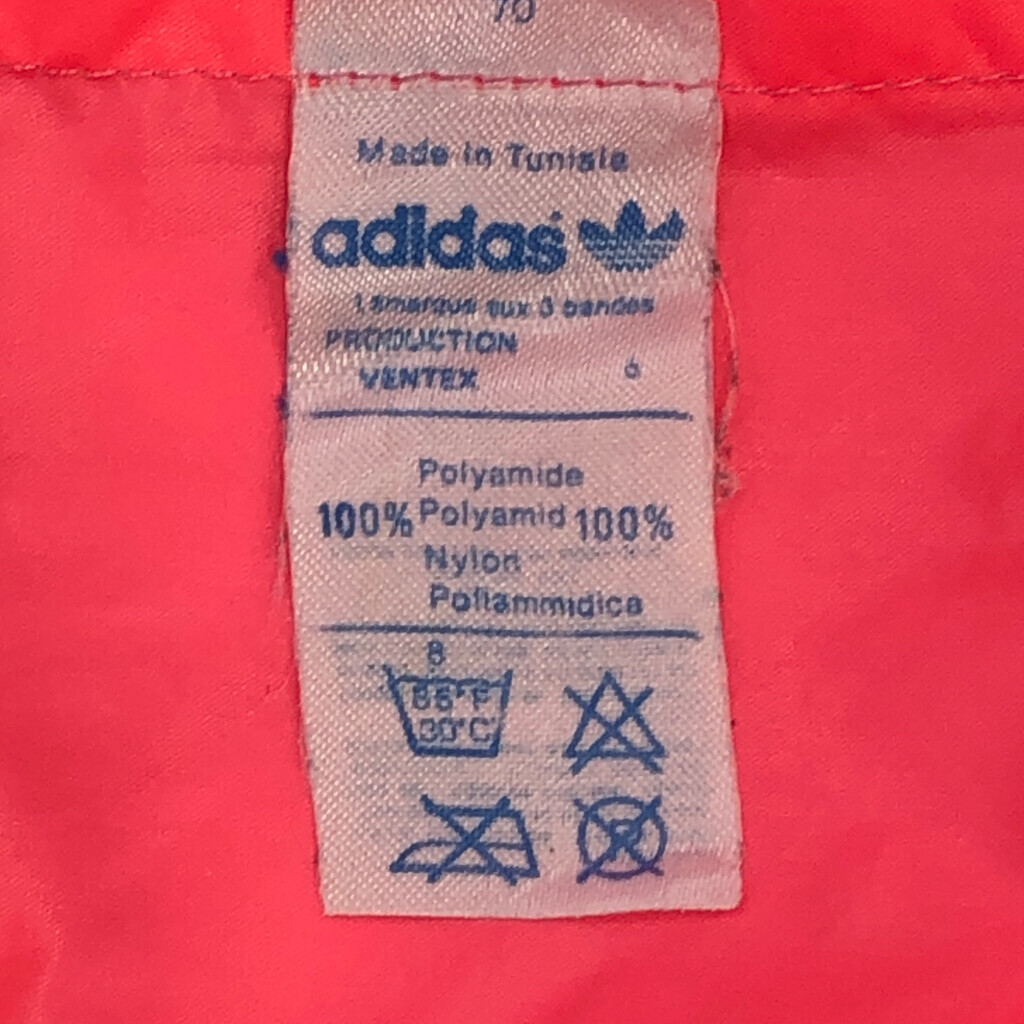 70
Made in Tunisie
adidas
la marque aux 3 bandes
PRODUCTION
VENTEX 6
Polyamide
100% Polyamid 100%
Nylon
Poliammidica
8
86°F
30°C
P